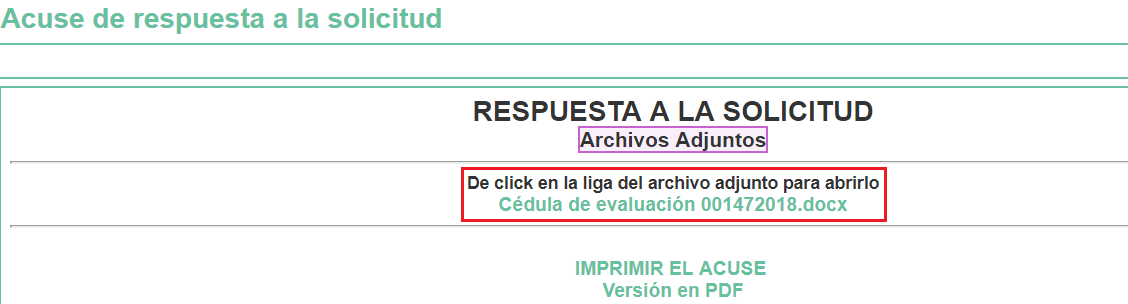 Acuse de respuesta a la solicitud
RESPUESTA A LA SOLICITUD
Archivos Adjuntos
De click en la liga del archivo adjunto para abrirlo
Cédula de evaluación 001472018.docx
IMPRIMIR EL ACUSE
Versión en PDF